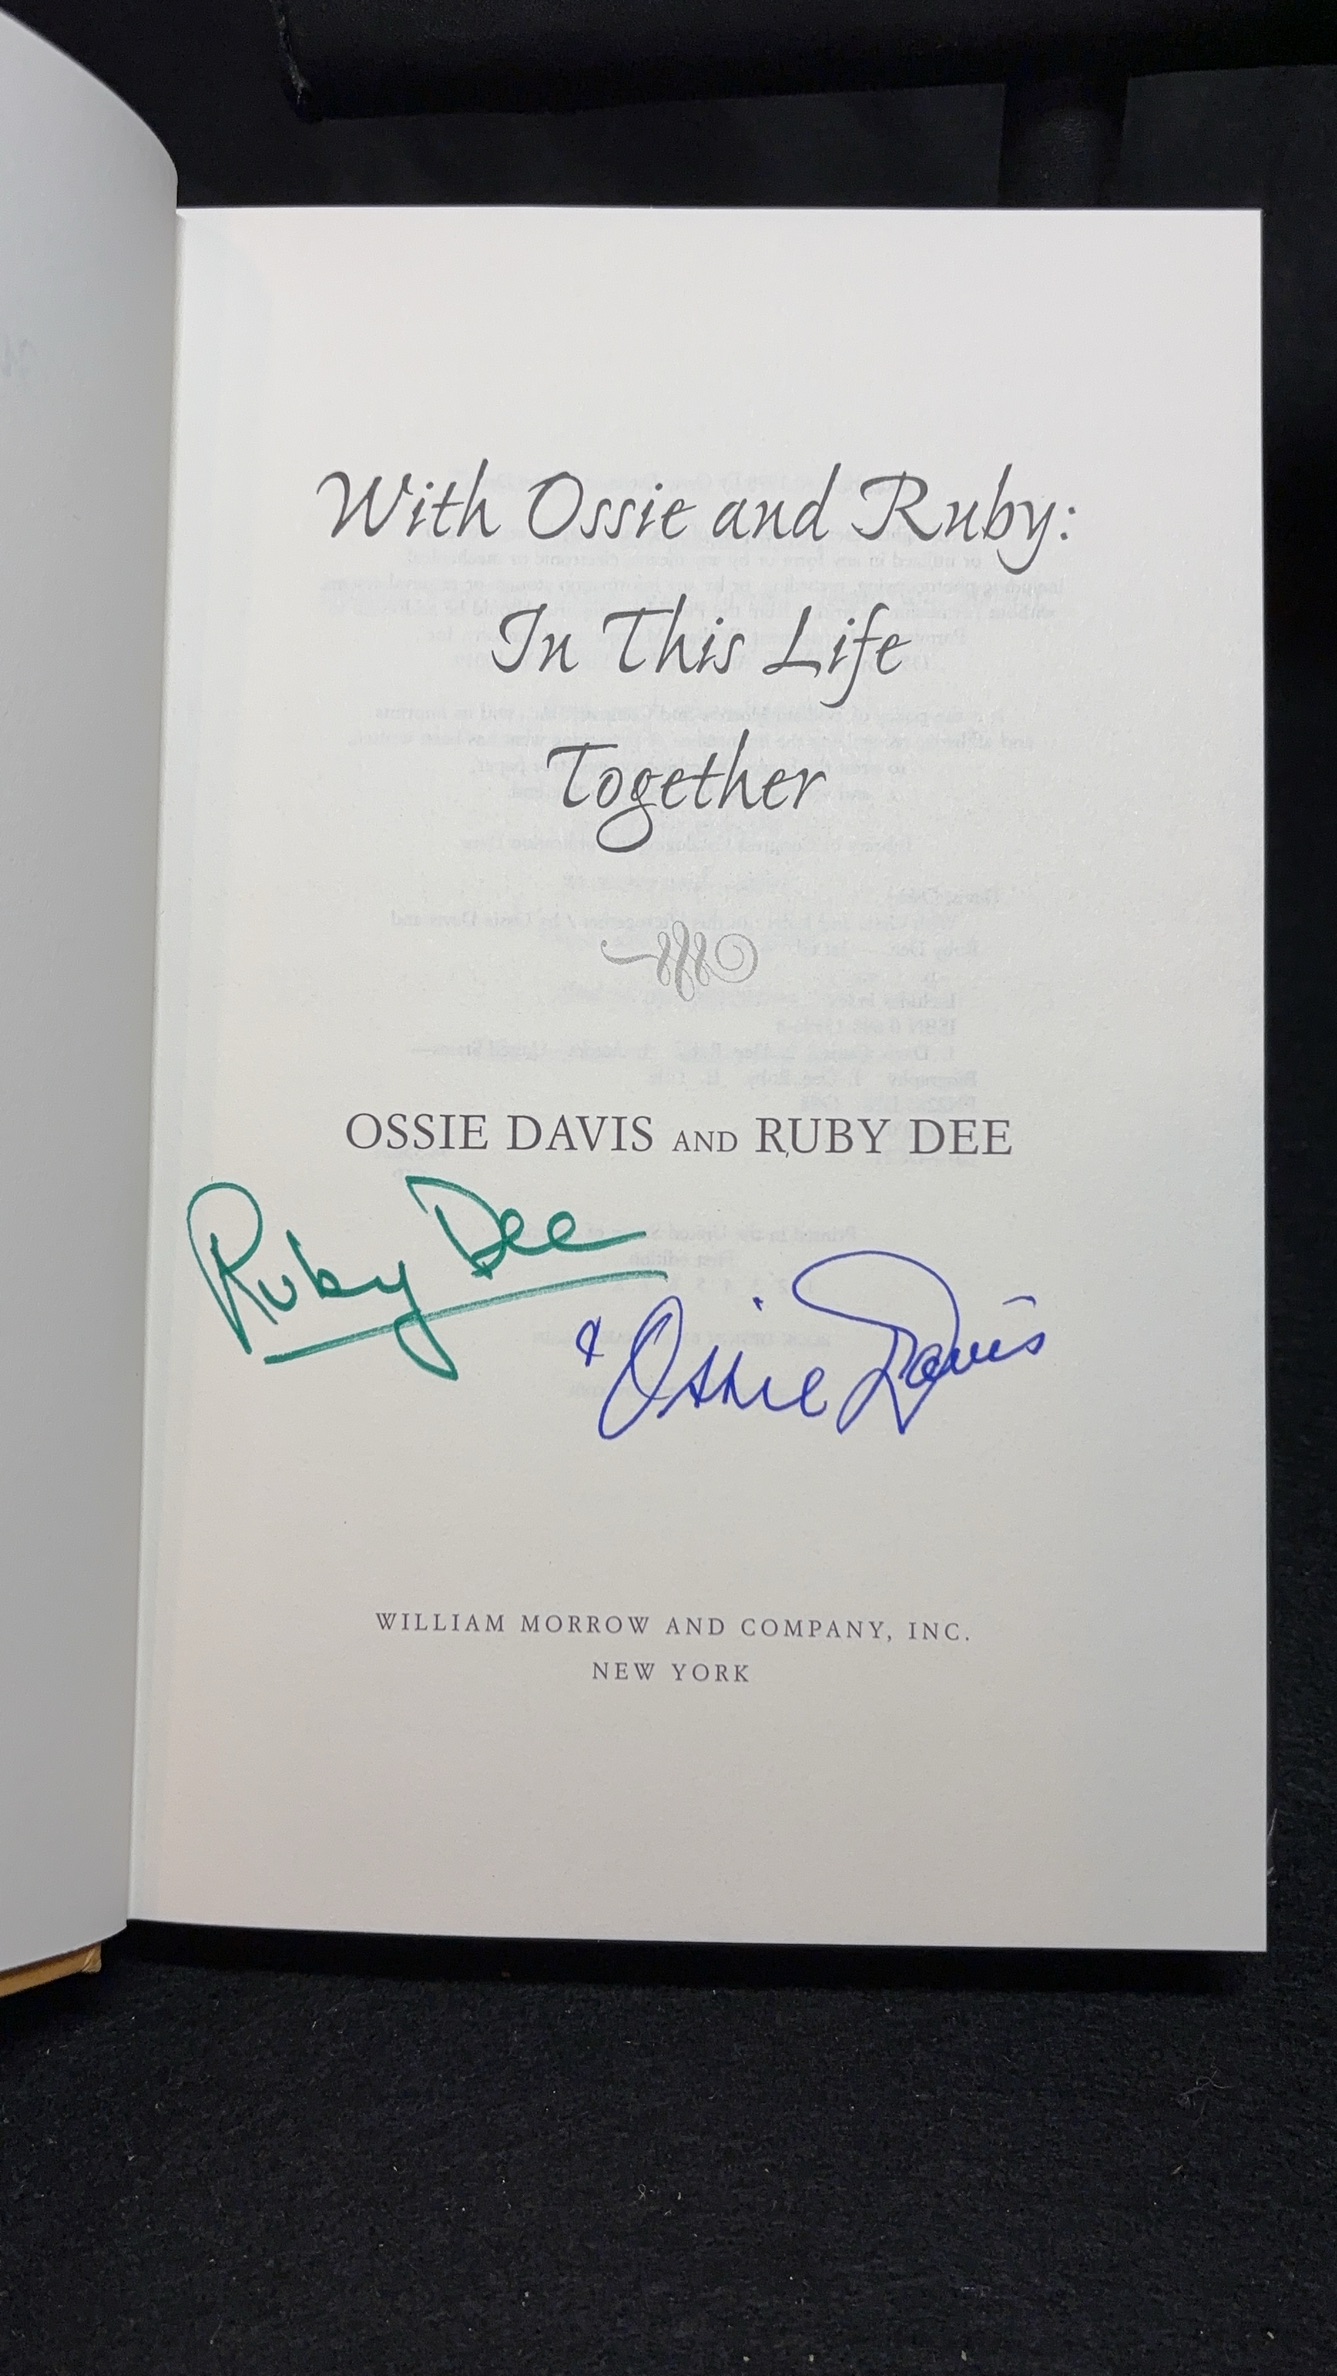 With Ossie and Ruby:
In This Life
Together
OSSIE DAVIS AND RUBY DEE
Ruby Dee
& Ossie Davis
WILLIAM MORROW AND COMPANY, INC.
NEW YORK